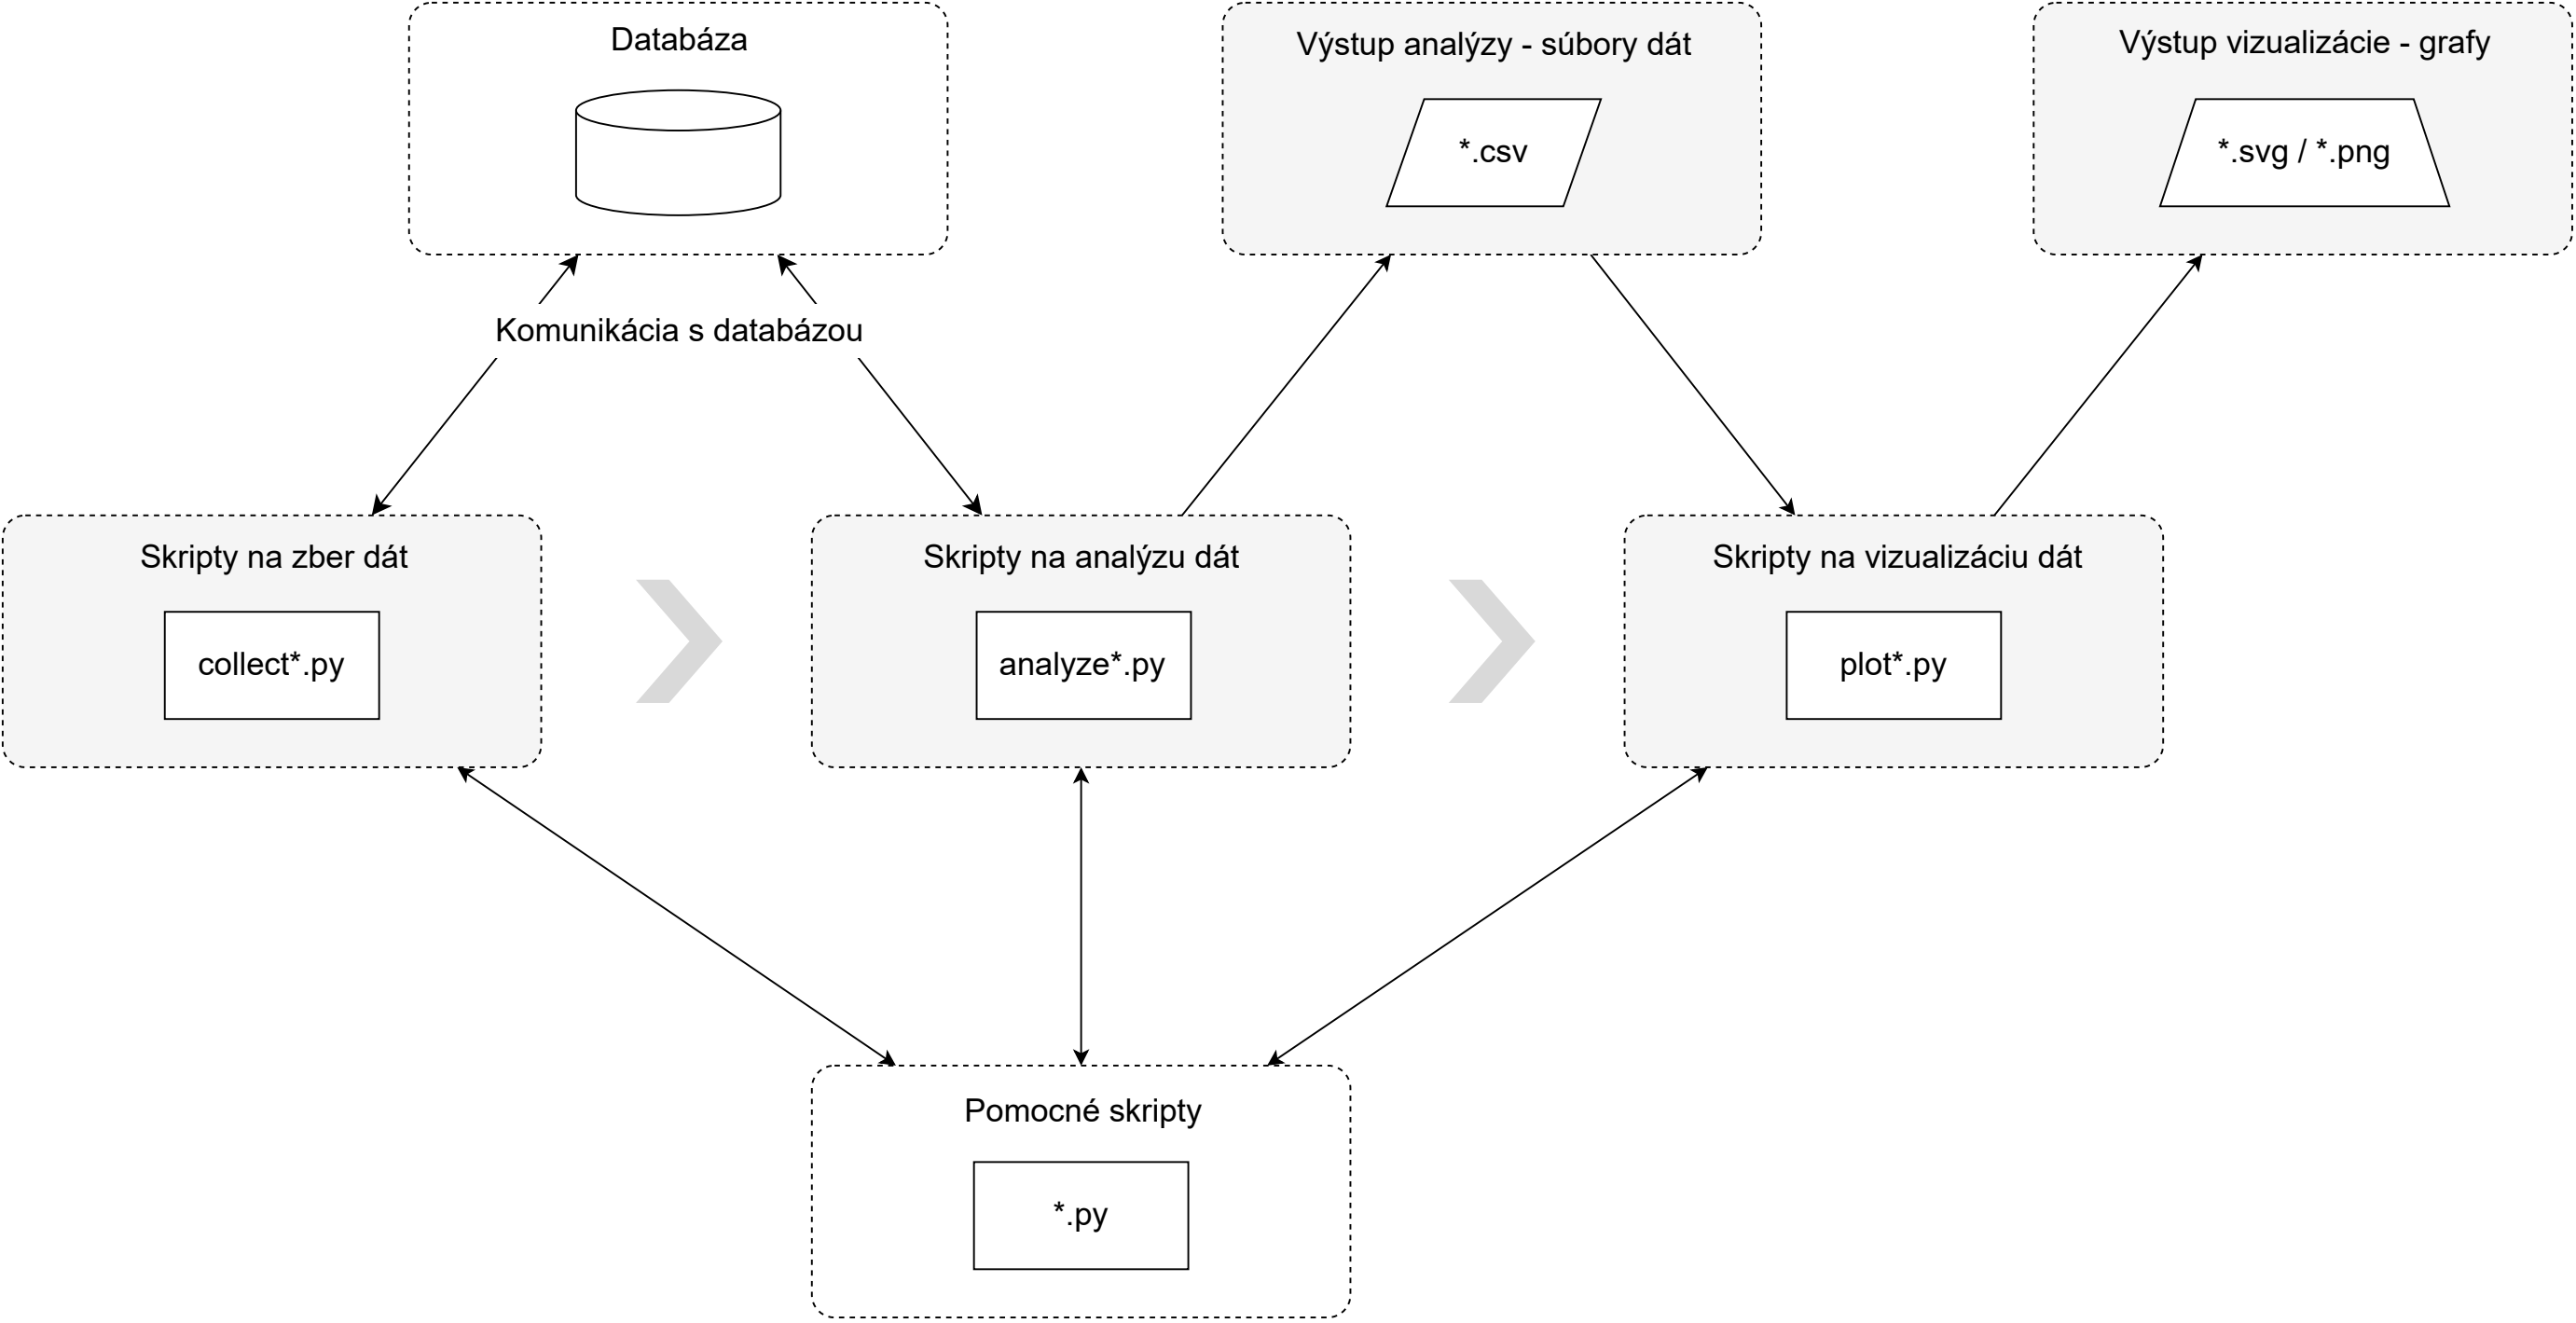 Databáza
Výstup analýzy - súbory dát
*.csv
Výstup vizualizácie - grafy
*.svg / *.png
Komunikácia s databázou
Skripty na zber dát
collect*.py
Skripty na analýzu dát
analyze*.py
Skripty na vizualizáciu dát
plot*.py
Pomocné skripty
*.py